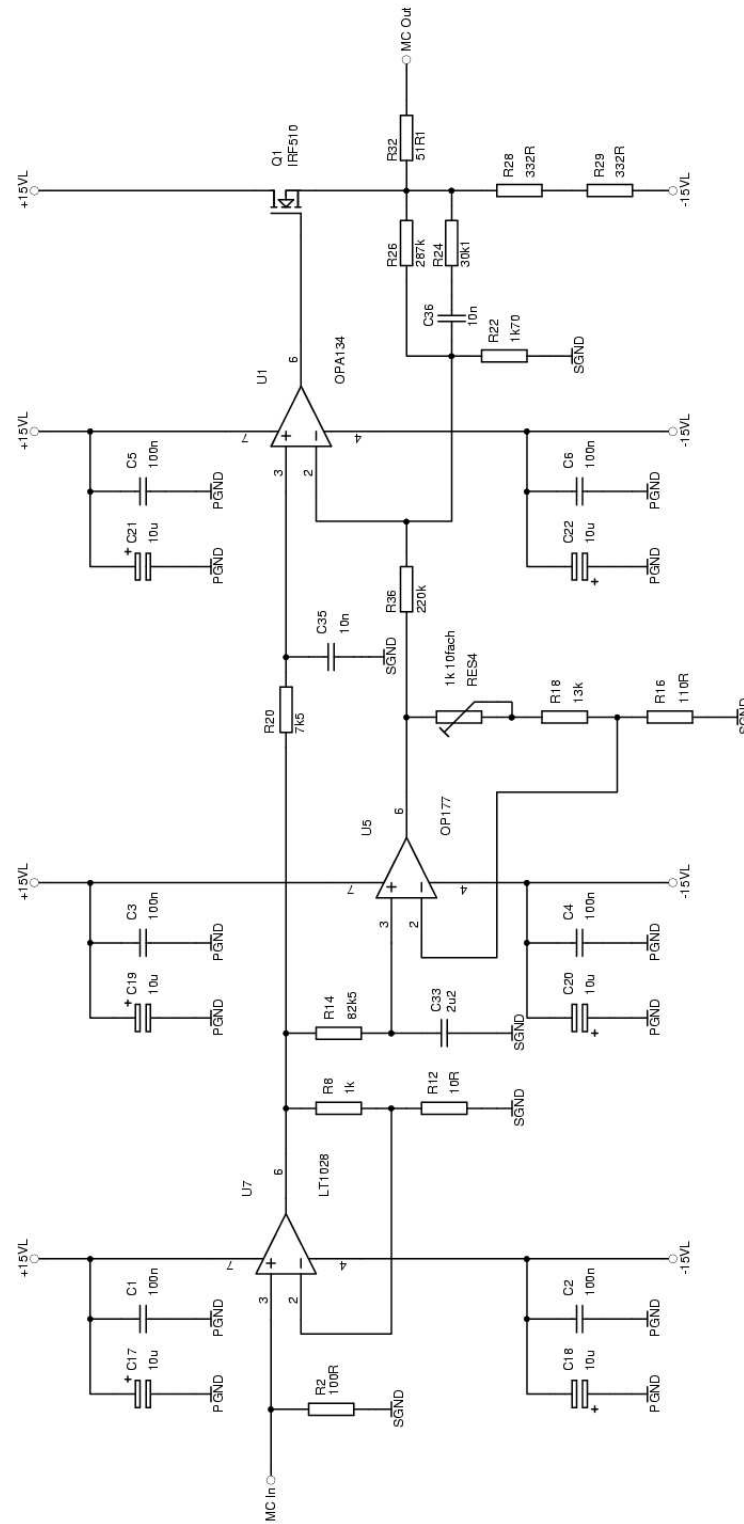 +15VL
+15VL
+15VL
+15VL
C17
10u
C1
100n
PGND
PGND
C19
10u
C3
100n
PGND
PGND
C21
10u
C5
100n
PGND
PGND
MC In
R2
100R
SGND
3
2
7
4
6
U7
LT1028
R8
1k
R12
10R
SGND
R14
82k5
C33
2u2
SGND
3
2
7
4
6
U5
OP177
R20
7k5
C35
10n
SGND
1k 10fach
RES4
R18
13k
R16
110R
SGND
R36
220k
3
2
7
4
6
U1
OPA134
Q1
IRF510
R26
287k
R24
30k1
C36
10n
R22
1k70
SGND
R32
51R1
MC Out
R28
332R
R29
332R
C18
10u
C2
100n
PGND
PGND
C20
10u
C4
100n
PGND
PGND
C22
10u
C6
100n
PGND
PGND
-15VL
-15VL
-15VL
-15VL